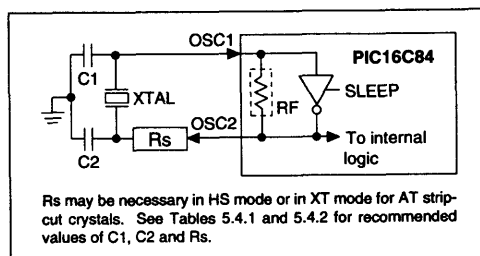 OSC1
PIC16C84
C1
XTAL
SLEEP
RF
OSC2
C2
Rs
To internal
logic
Rs may be necessary in HS mode or in XT mode for AT strip-
cut crystals. See Tables 5.4.1 and 5.4.2 for recommended
values of C1, C2 and Rs.